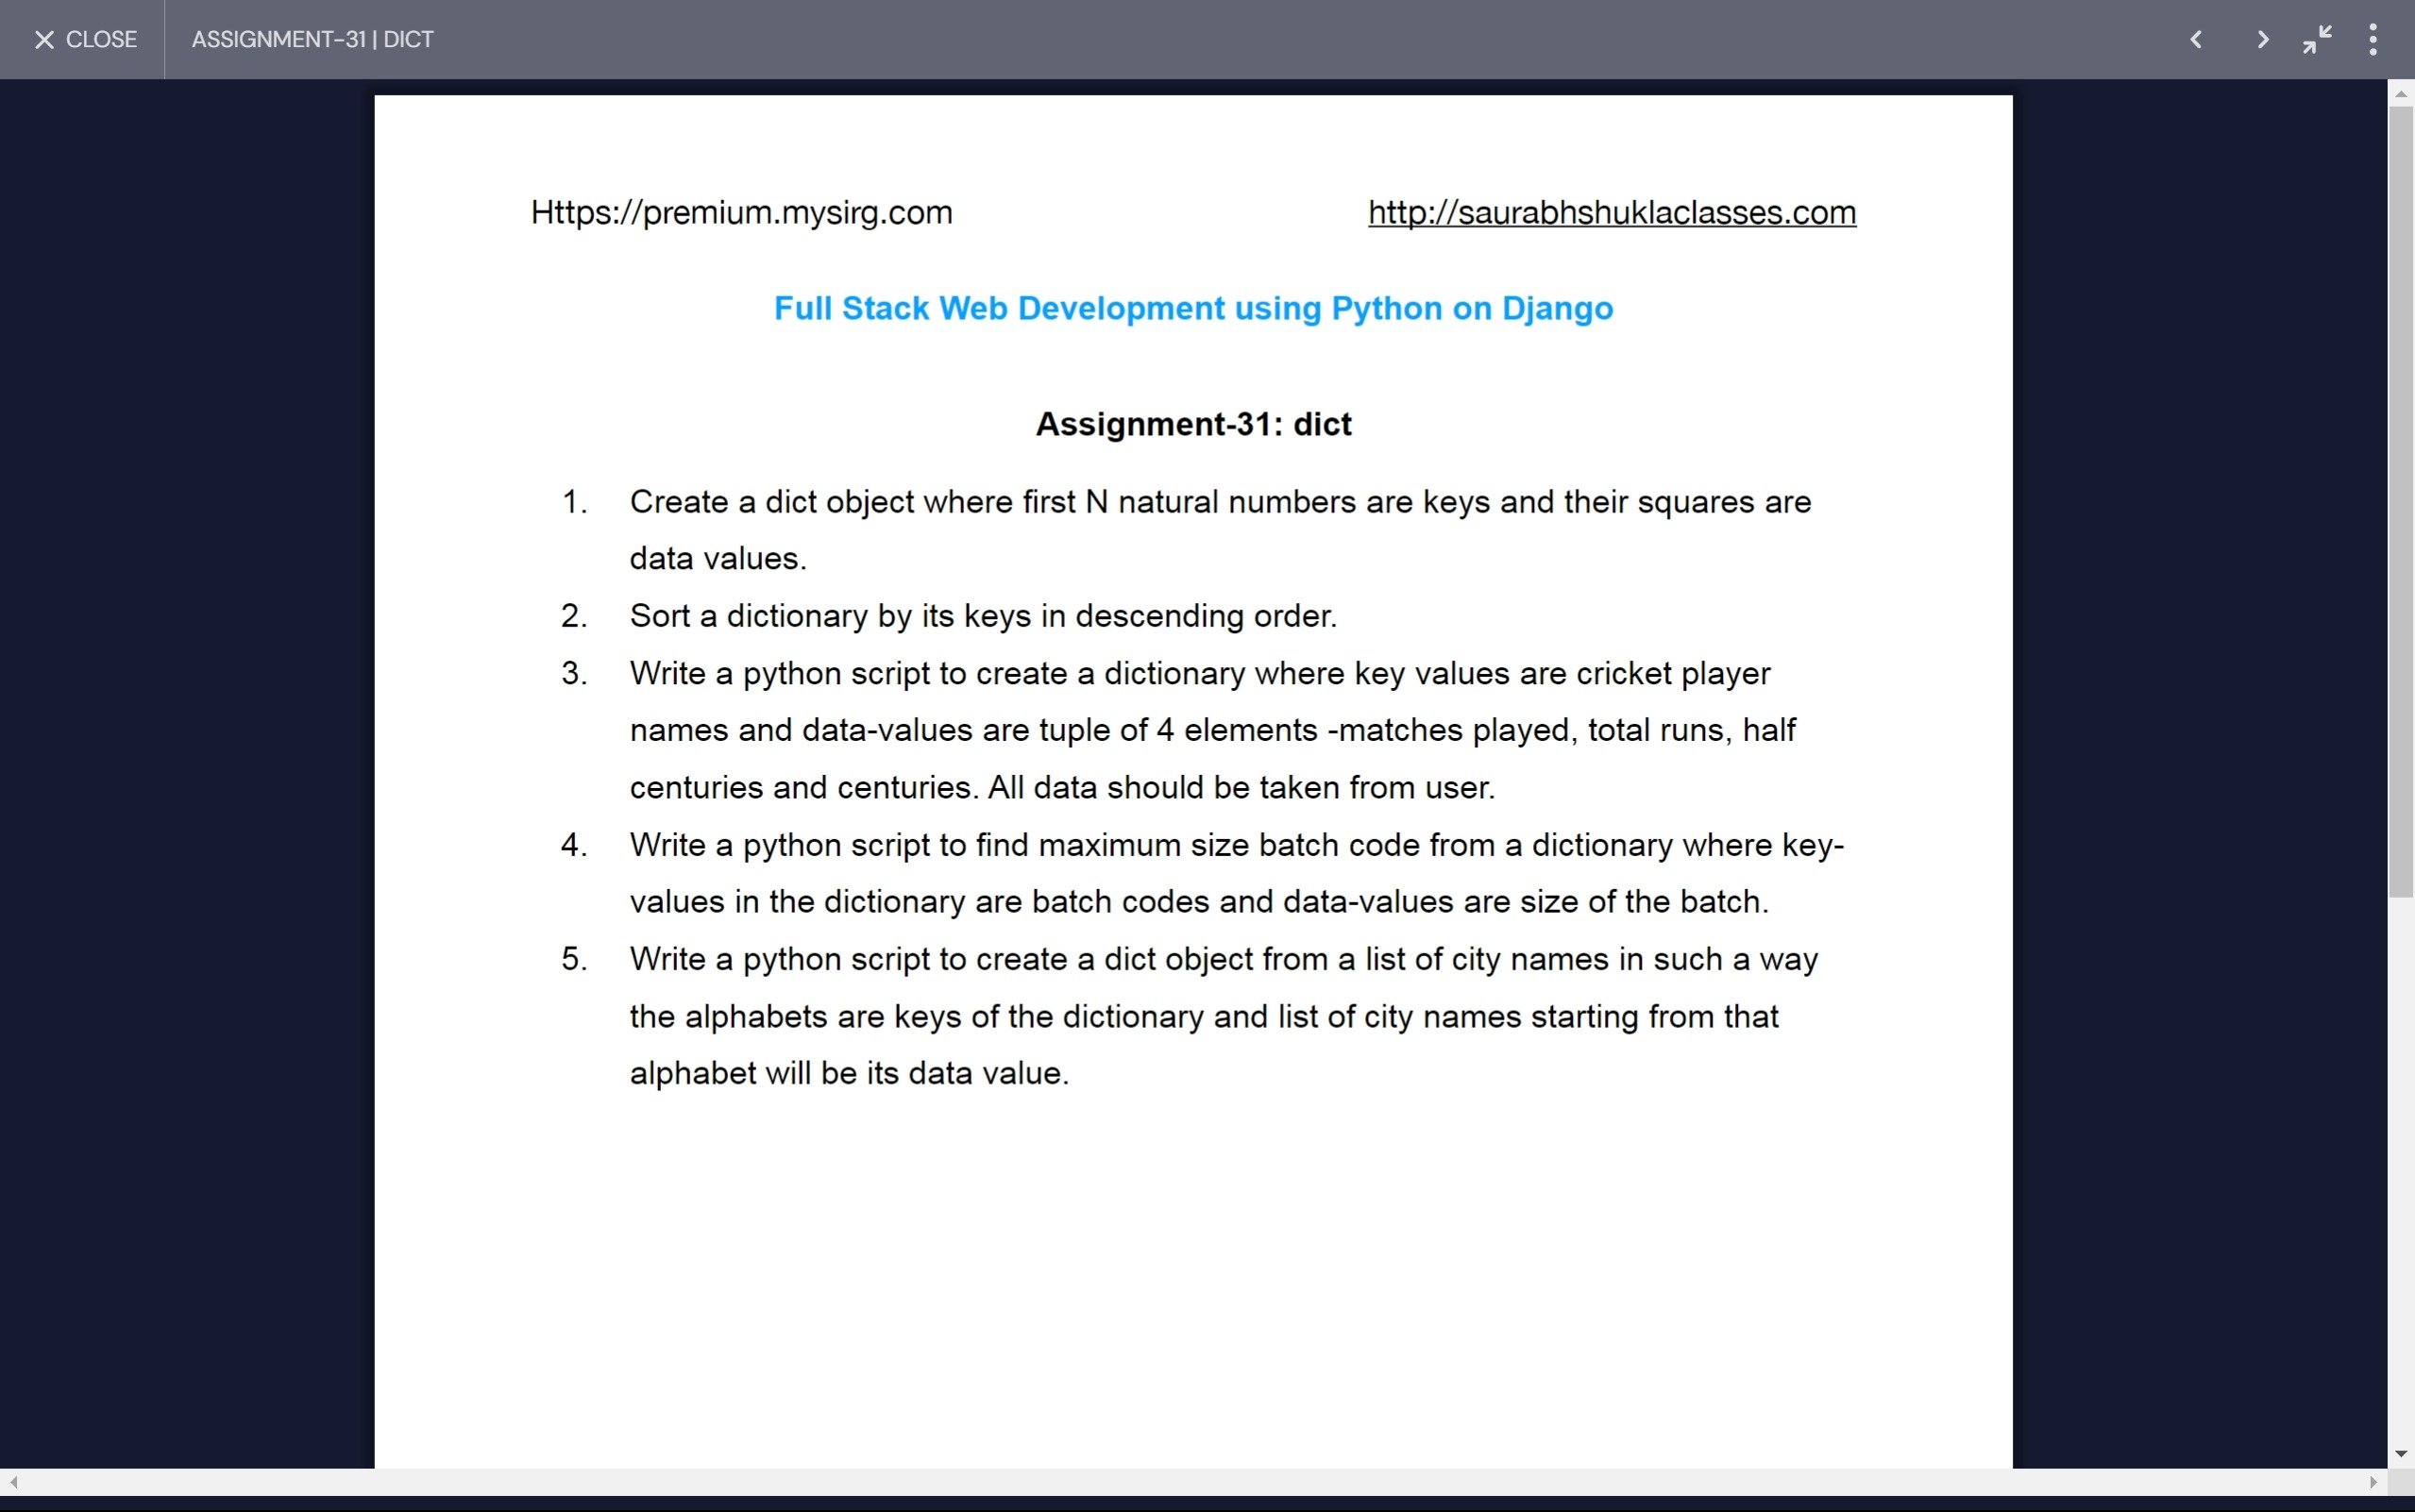 CLOSE
ASSIGNMENT-31 | DICT
Https://premium.mysirg.com
http://saurabhshuklaclasses.com
Full Stack Web Development using Python on Django
Assignment-31: dict
1. Create a dict object where first N natural numbers are keys and their squares are
data values.
2. Sort a dictionary by its keys in descending order.
3. Write a python script to create a dictionary where key values are cricket player
names and data-values are tuple of 4 elements -matches played, total runs, half
centuries and centuries. All data should be taken from user.
4. Write a python script to find maximum size batch code from a dictionary where key-
values in the dictionary are batch codes and data-values are size of the batch.
5. Write a python script to create a dict object from a list of city names in such a way
the alphabets are keys of the dictionary and list of city names starting from that
alphabet will be its data value.